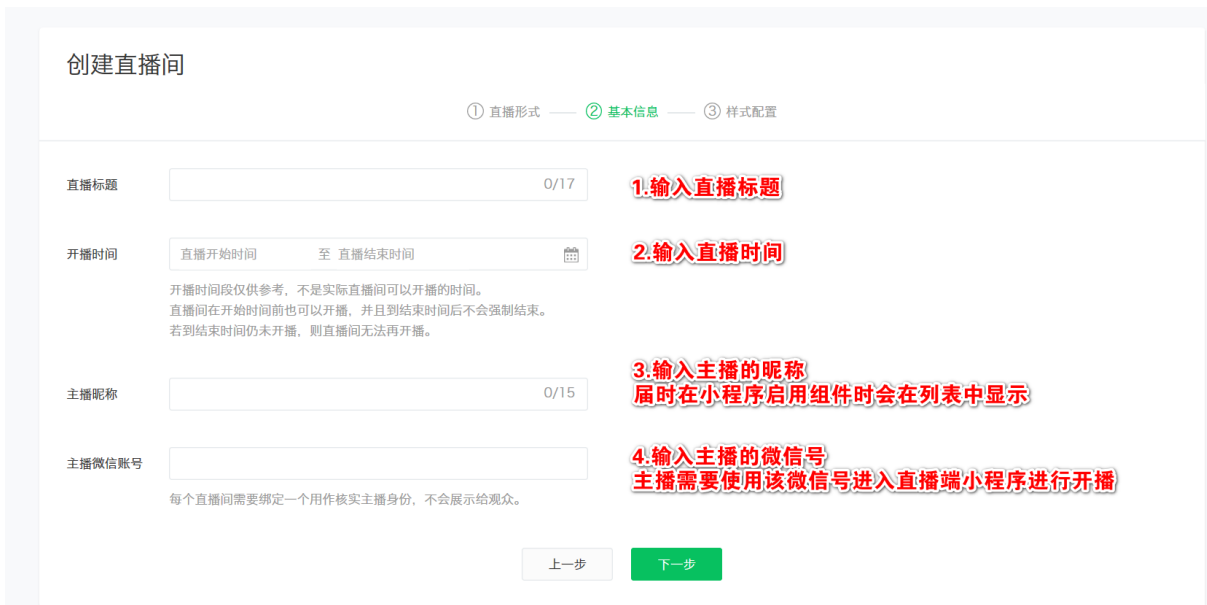 创建直播间
① 直播形式 —— ② 基本信息 —— ③ 样式配置
直播标题
0/17
1.输入直播标题
开播时间
直播开始时间 至 直播结束时间
2.输入直播时间
开播时间段仅供参考，不是实际直播间可以开播的时间。
直播间在开始时间前也可以开播，并且到结束时间后不会强制结束。
若到结束时间仍未开播，则直播间无法再开播。
主播昵称
0/15
3.输入主播的昵称
届时在小程序启用组件时会在列表中显示
主播微信账号
4.输入主播的微信号
主播需要使用该微信号进入直播端小程序进行开播
每个直播间需要绑定一个用作核实主播身份，不会展示给观众。
上一步
下一步